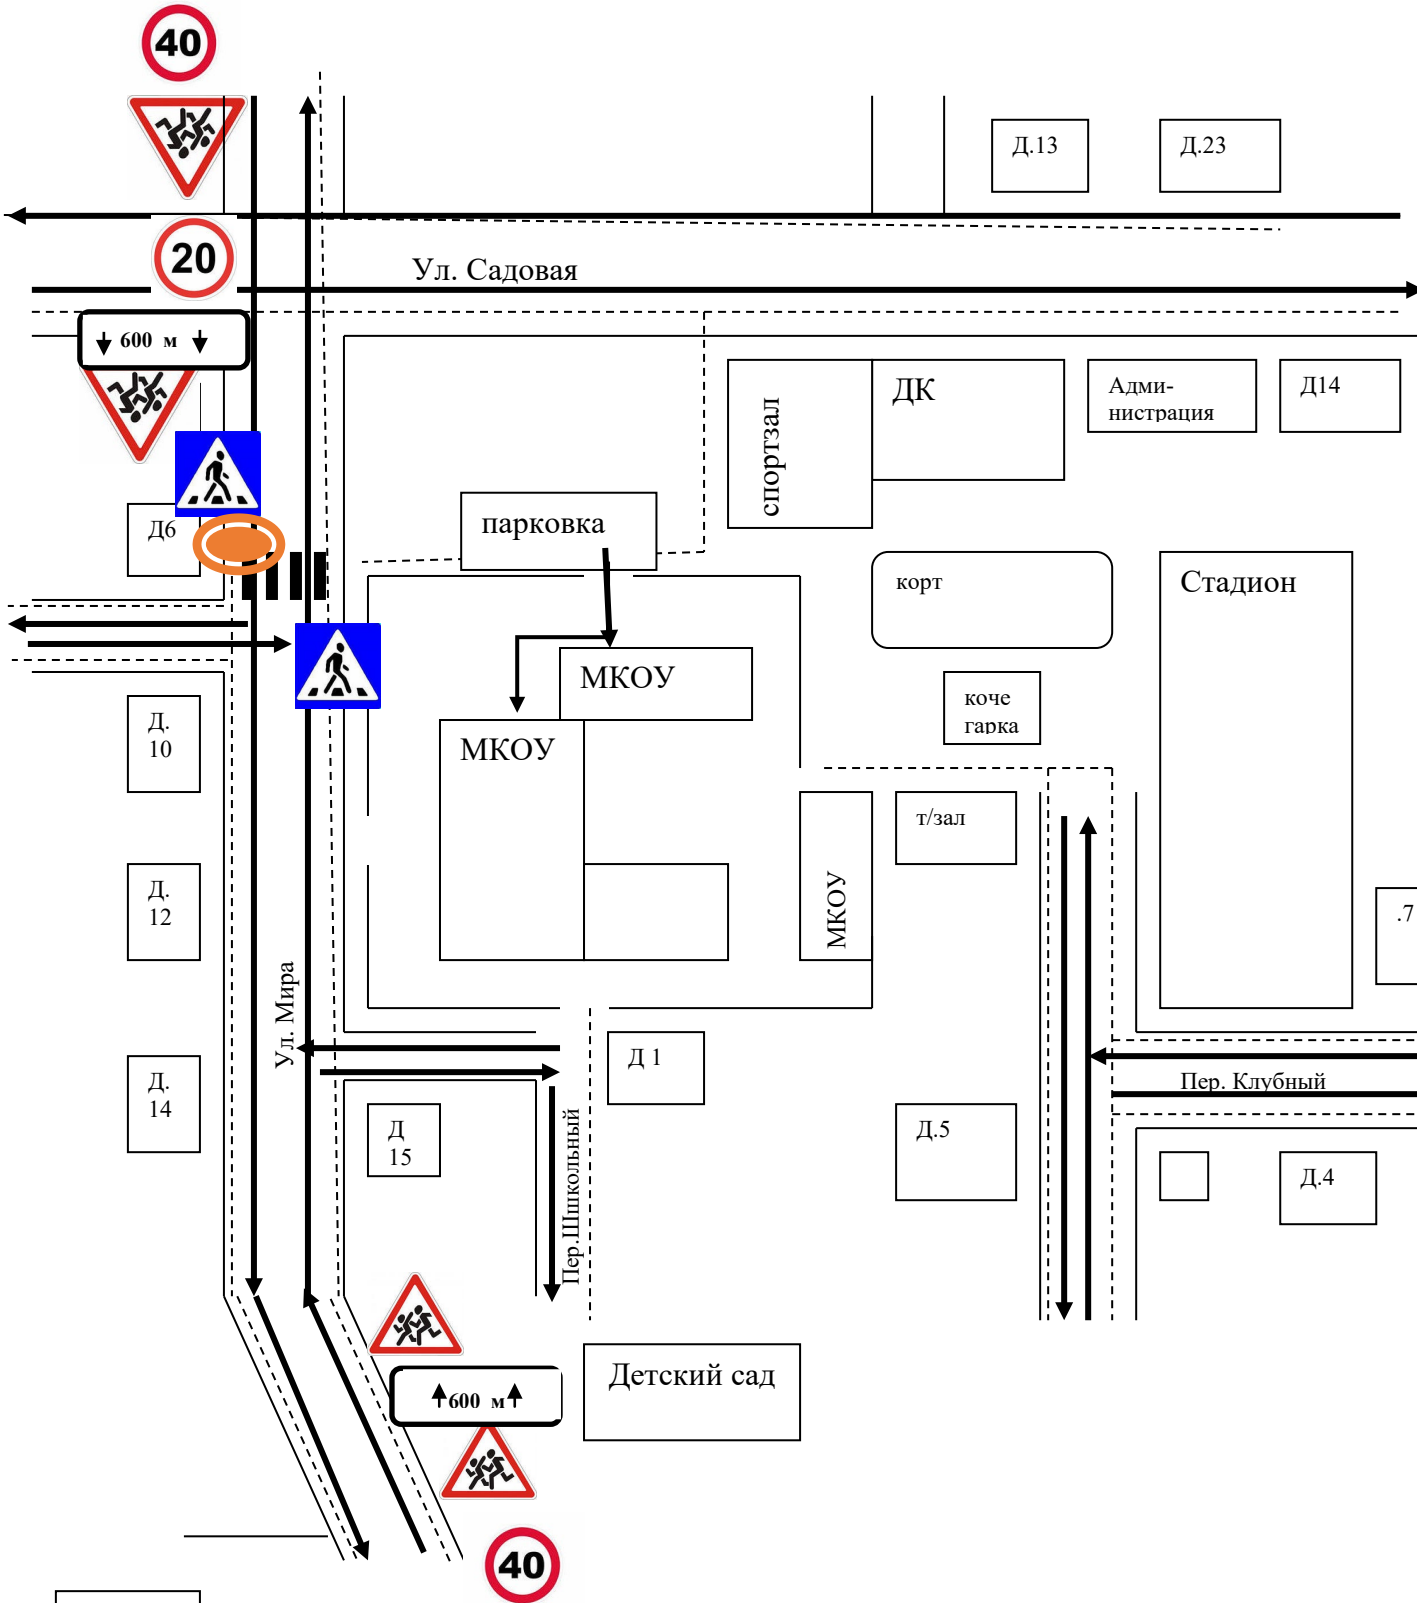 40
Д.13
Д.23
20
Ул. Садовая
600 м
спортзал
ДК
Адми-
нистрация
Д14
Д6
парковка
корт
Стадион
МКОУ
коче
гарка
Д.
10
МКОУ
т/зал
Д.
12
МКОУ
.7
Ул. Мира
Д 1
Пер. Клубный
Д.
14
Д
15
Пер.Шшкольный
Д.5
Д.4
Детский сад
600 м
40